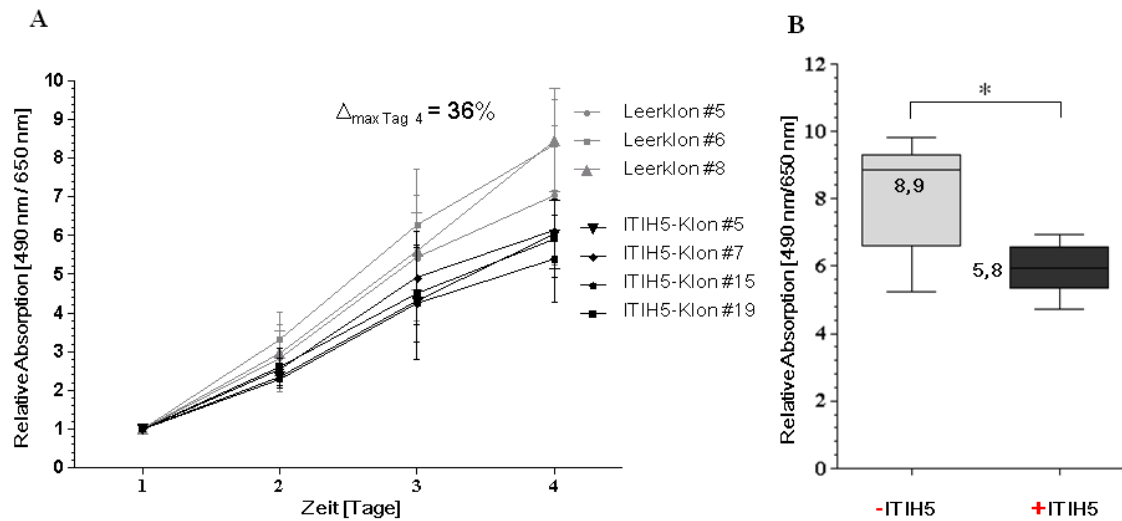 A
Relative Absorption [490 nm / 650 nm]
10
9
8
7
6
5
4
3
2
1
0
1
2
3
4
Zeit [Tage]
Δmax Tag 4 = 36%
Leerklon #5
Leerklon #6
Leerklon #8
ITIH5-Klon #5
ITIH5-Klon #7
ITIH5-Klon #15
ITIH5-Klon #19
B
Relative Absorption [490 nm/650 nm]
12
10
8
6
4
2
0
*
8,9
5,8
-ITIH5
+ITIH5